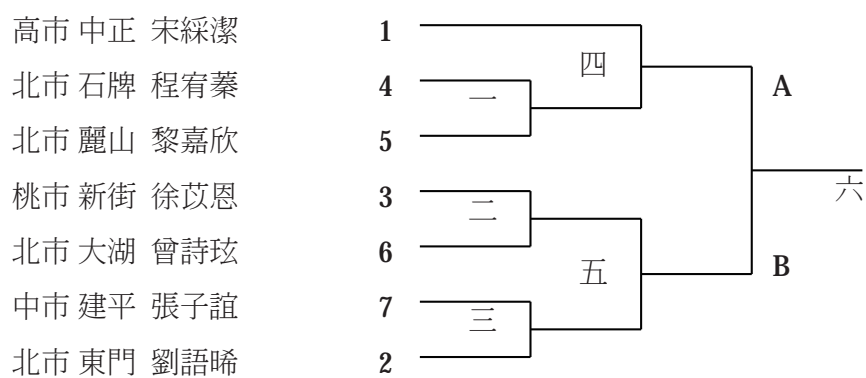 高市 中正 宋綵潔 1
四
北市 石牌 程宥蓁 4 A
一
北市 麗山 黎嘉欣 5
桃市 新街 徐苡恩 3 六
二
北市 大湖 曾詩玹 6 B
五
中市 建平 張子誼 7
三
北市 東門 劉語晞 2